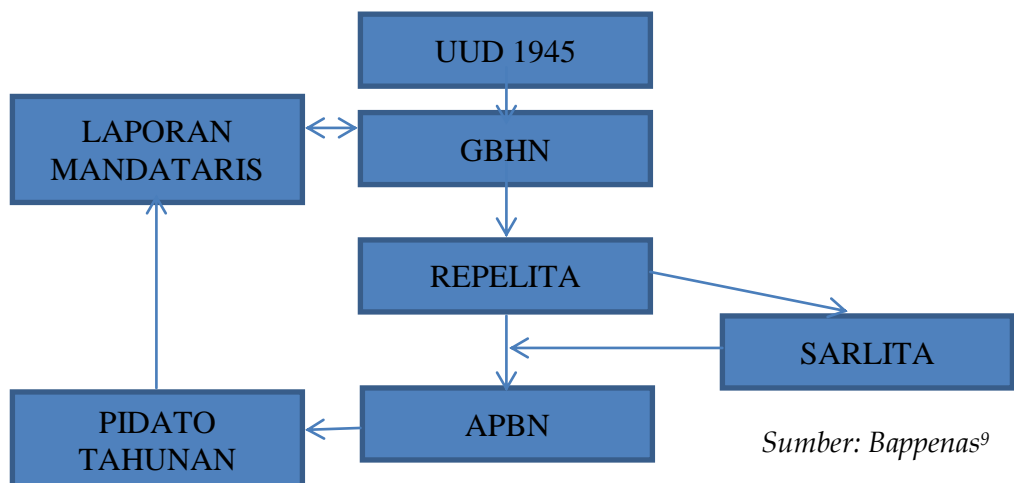 UUD 1945
LAPORAN
MANDATARIS
GBHN
REPELITA
SARLITA
APBN
PIDATO
TAHUNAN
Sumber: Bappenas⁹